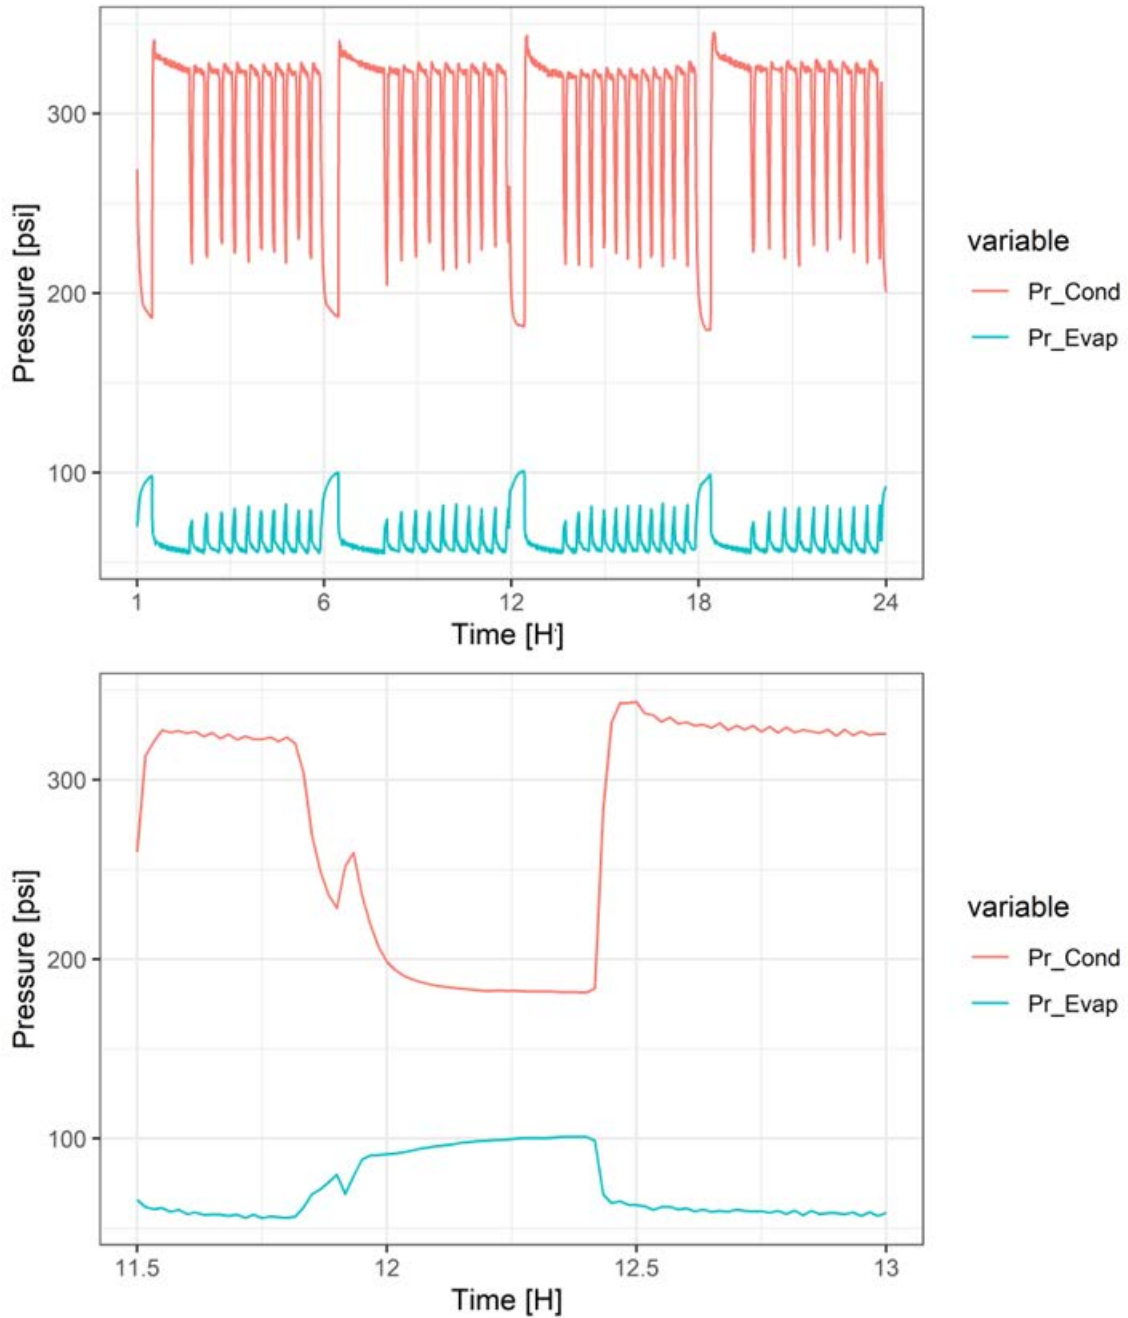 300
200
100
Pressure [psi]
1
6
12
18
24
Time [H]
variable
Pr_Cond
Pr_Evap
300
200
100
Pressure [psi]
11.5
12
12.5
13
Time [H]
variable
Pr_Cond
Pr_Evap